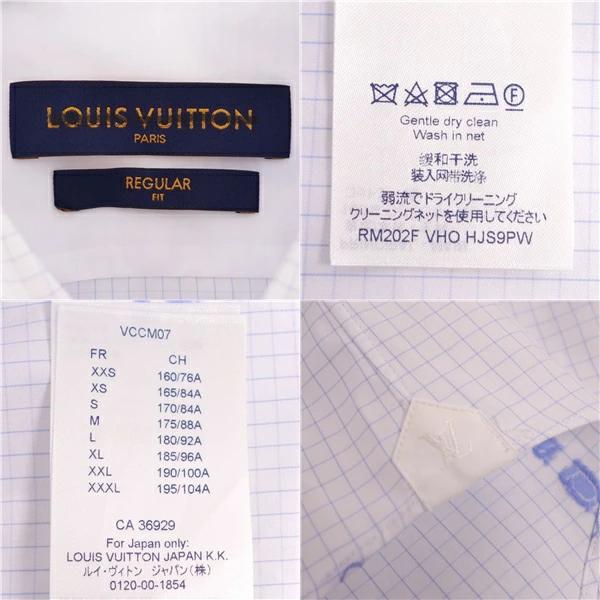 LOUIS VUITTON
PARIS
REGULAR
FIT
Gentle dry clean
Wash in net
缓和干洗
装入网带洗涤
弱流でドライクリーニング
クリーニングネットを使用してください
RM202F VHO HJS9PW
VCCM07
FR CH
XXS 160/76A
XS 165/84A
S 170/84A
M 175/88A
L 180/92A
XL 185/96A
XXL 190/100A
XXXL 195/104A
CA 36929
For Japan only:
LOUIS VUITTON JAPAN K.K.
ルイ・ヴィトン ジャパン(株)
0120-00-1854
LV